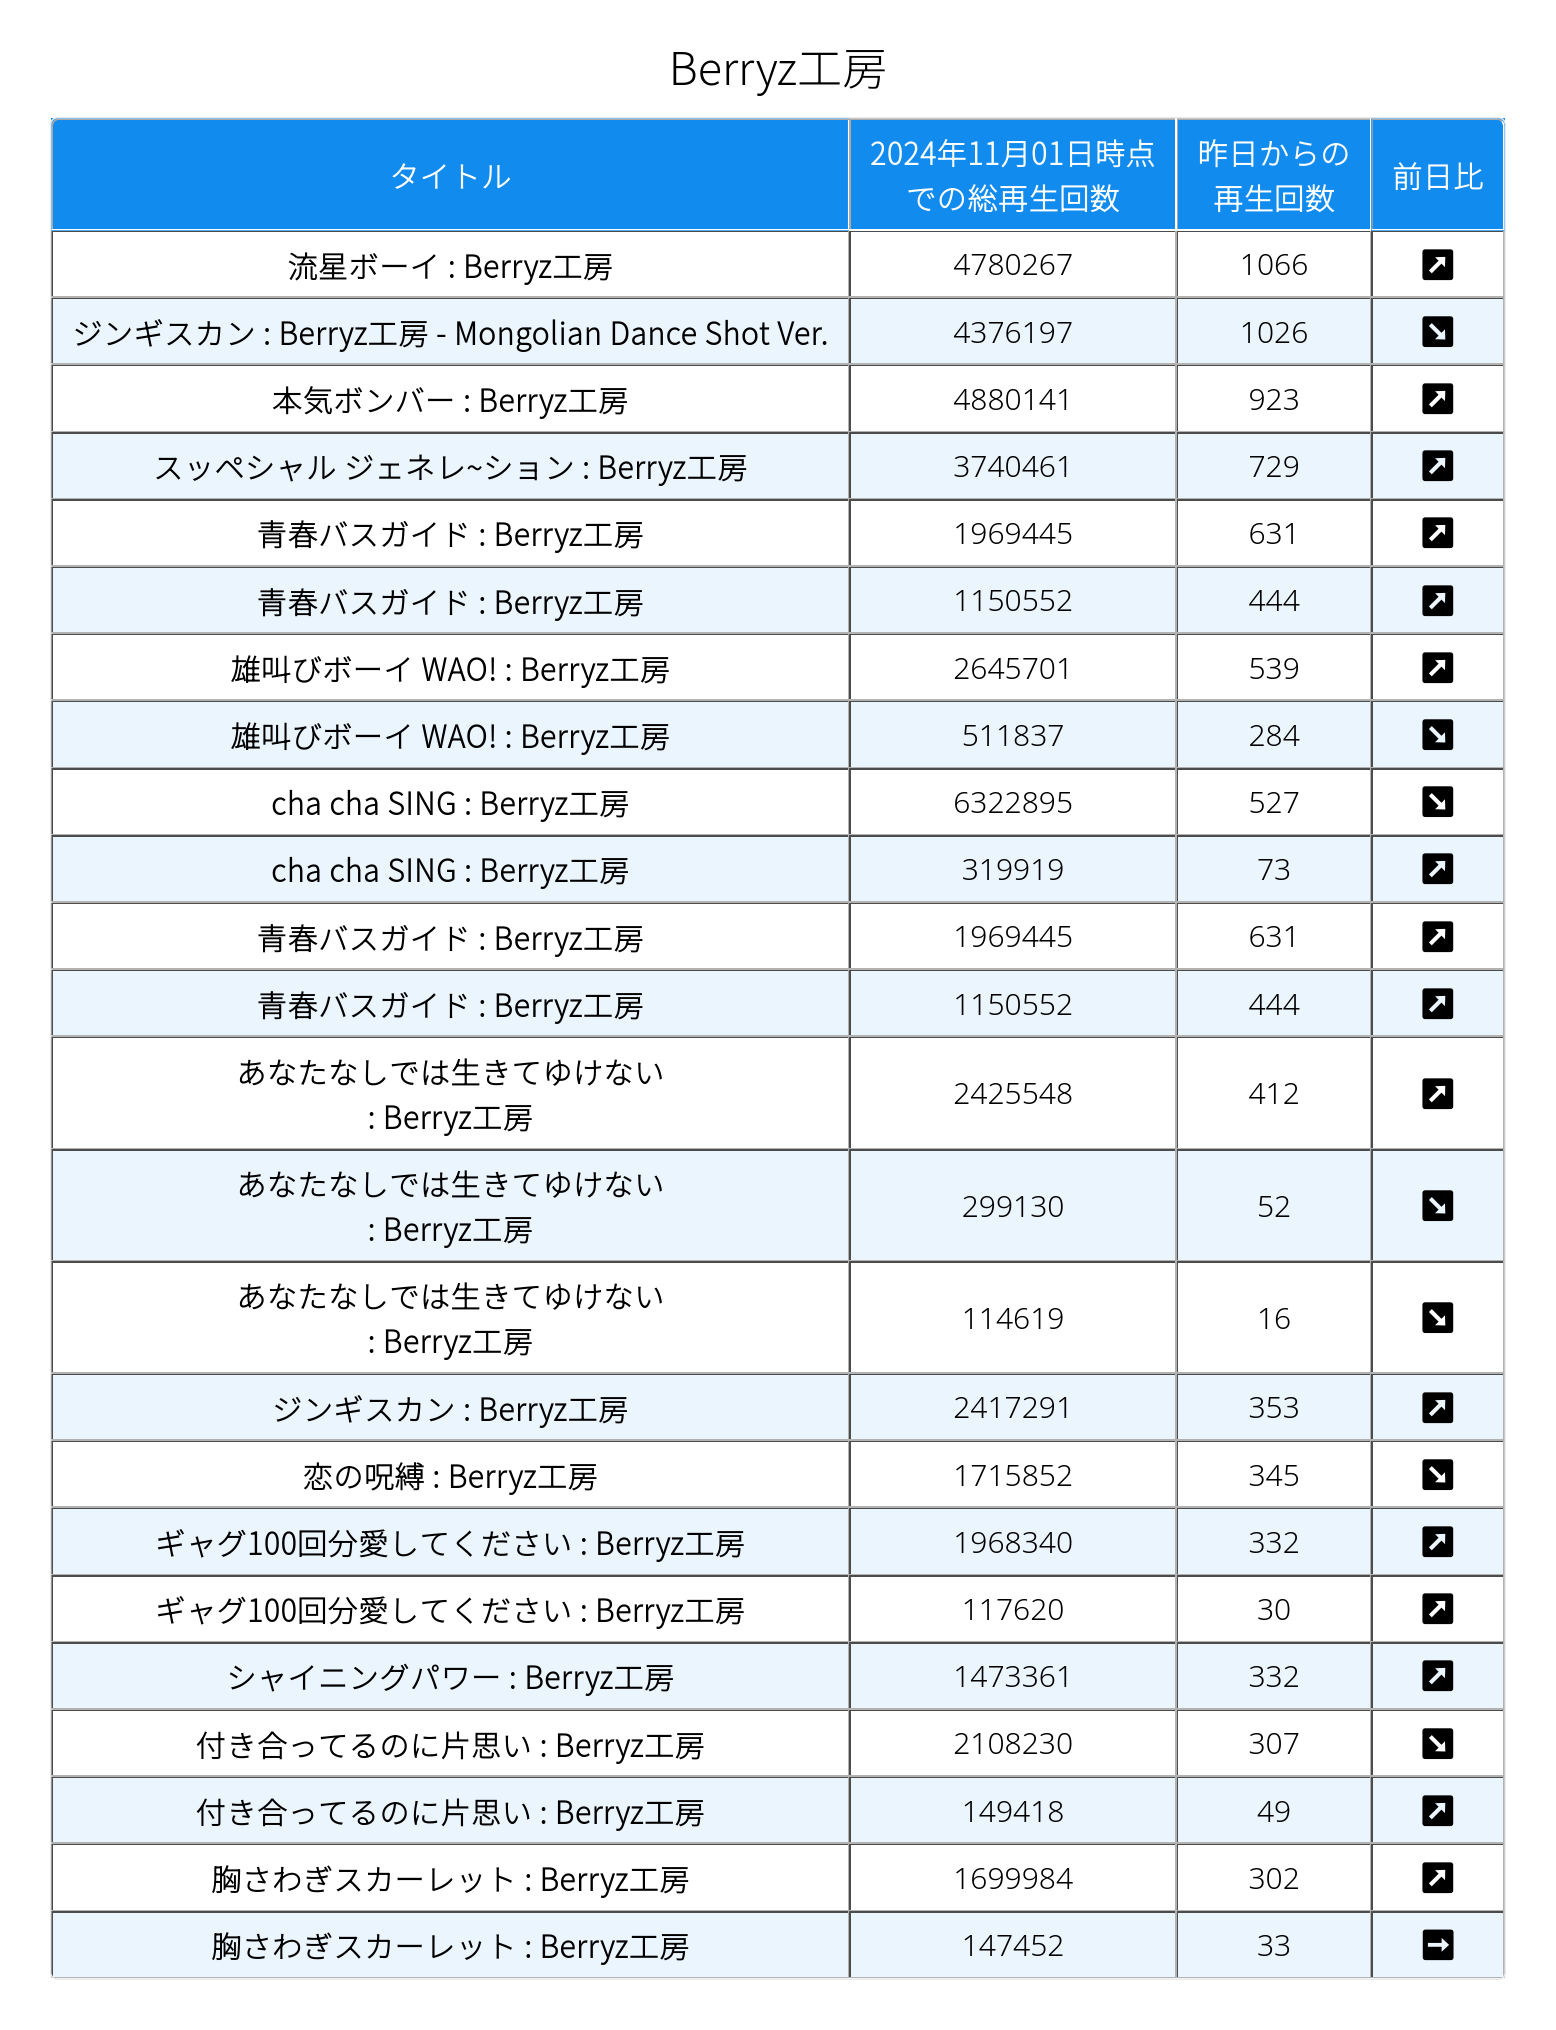 Berryz工房
タイトル
2024年11月01日時点
での総再生回数
昨日からの
再生回数
前日比
流星ボーイ : Berryz工房 4780267 1066 ↗
ジンギスカン : Berryz工房 - Mongolian Dance Shot Ver. 4376197 1026 ↘
本気ボンバー : Berryz工房 4880141 923 ↗
スッペシャル ジェネレ~ション : Berryz工房 3740461 729 ↗
青春バスガイド : Berryz工房 1969445 631 ↗
青春バスガイド : Berryz工房 1150552 444 ↗
雄叫びボーイ WAO! : Berryz工房 2645701 539 ↗
雄叫びボーイ WAO! : Berryz工房 511837 284 ↘
cha cha SING : Berryz工房 6322895 527 ↘
cha cha SING : Berryz工房 319919 73 ↗
青春バスガイド : Berryz工房 1969445 631 ↗
青春バスガイド : Berryz工房 1150552 444 ↗
あなたなしでは生きてゆけない
: Berryz工房 2425548 412 ↗
あなたなしでは生きてゆけない
: Berryz工房 299130 52 ↘
あなたなしでは生きてゆけない
: Berryz工房 114619 16 ↘
ジンギスカン : Berryz工房 2417291 353 ↗
恋の呪縛 : Berryz工房 1715852 345 ↘
ギャグ100回分愛してください : Berryz工房 1968340 332 ↗
ギャグ100回分愛してください : Berryz工房 117620 30 ↗
シャイニングパワー : Berryz工房 1473361 332 ↗
付き合ってるのに片思い : Berryz工房 2108230 307 ↘
付き合ってるのに片思い : Berryz工房 149418 49 ↗
胸さわぎスカーレット : Berryz工房 1699984 302 ↗
胸さわぎスカーレット : Berryz工房 147452 33 →